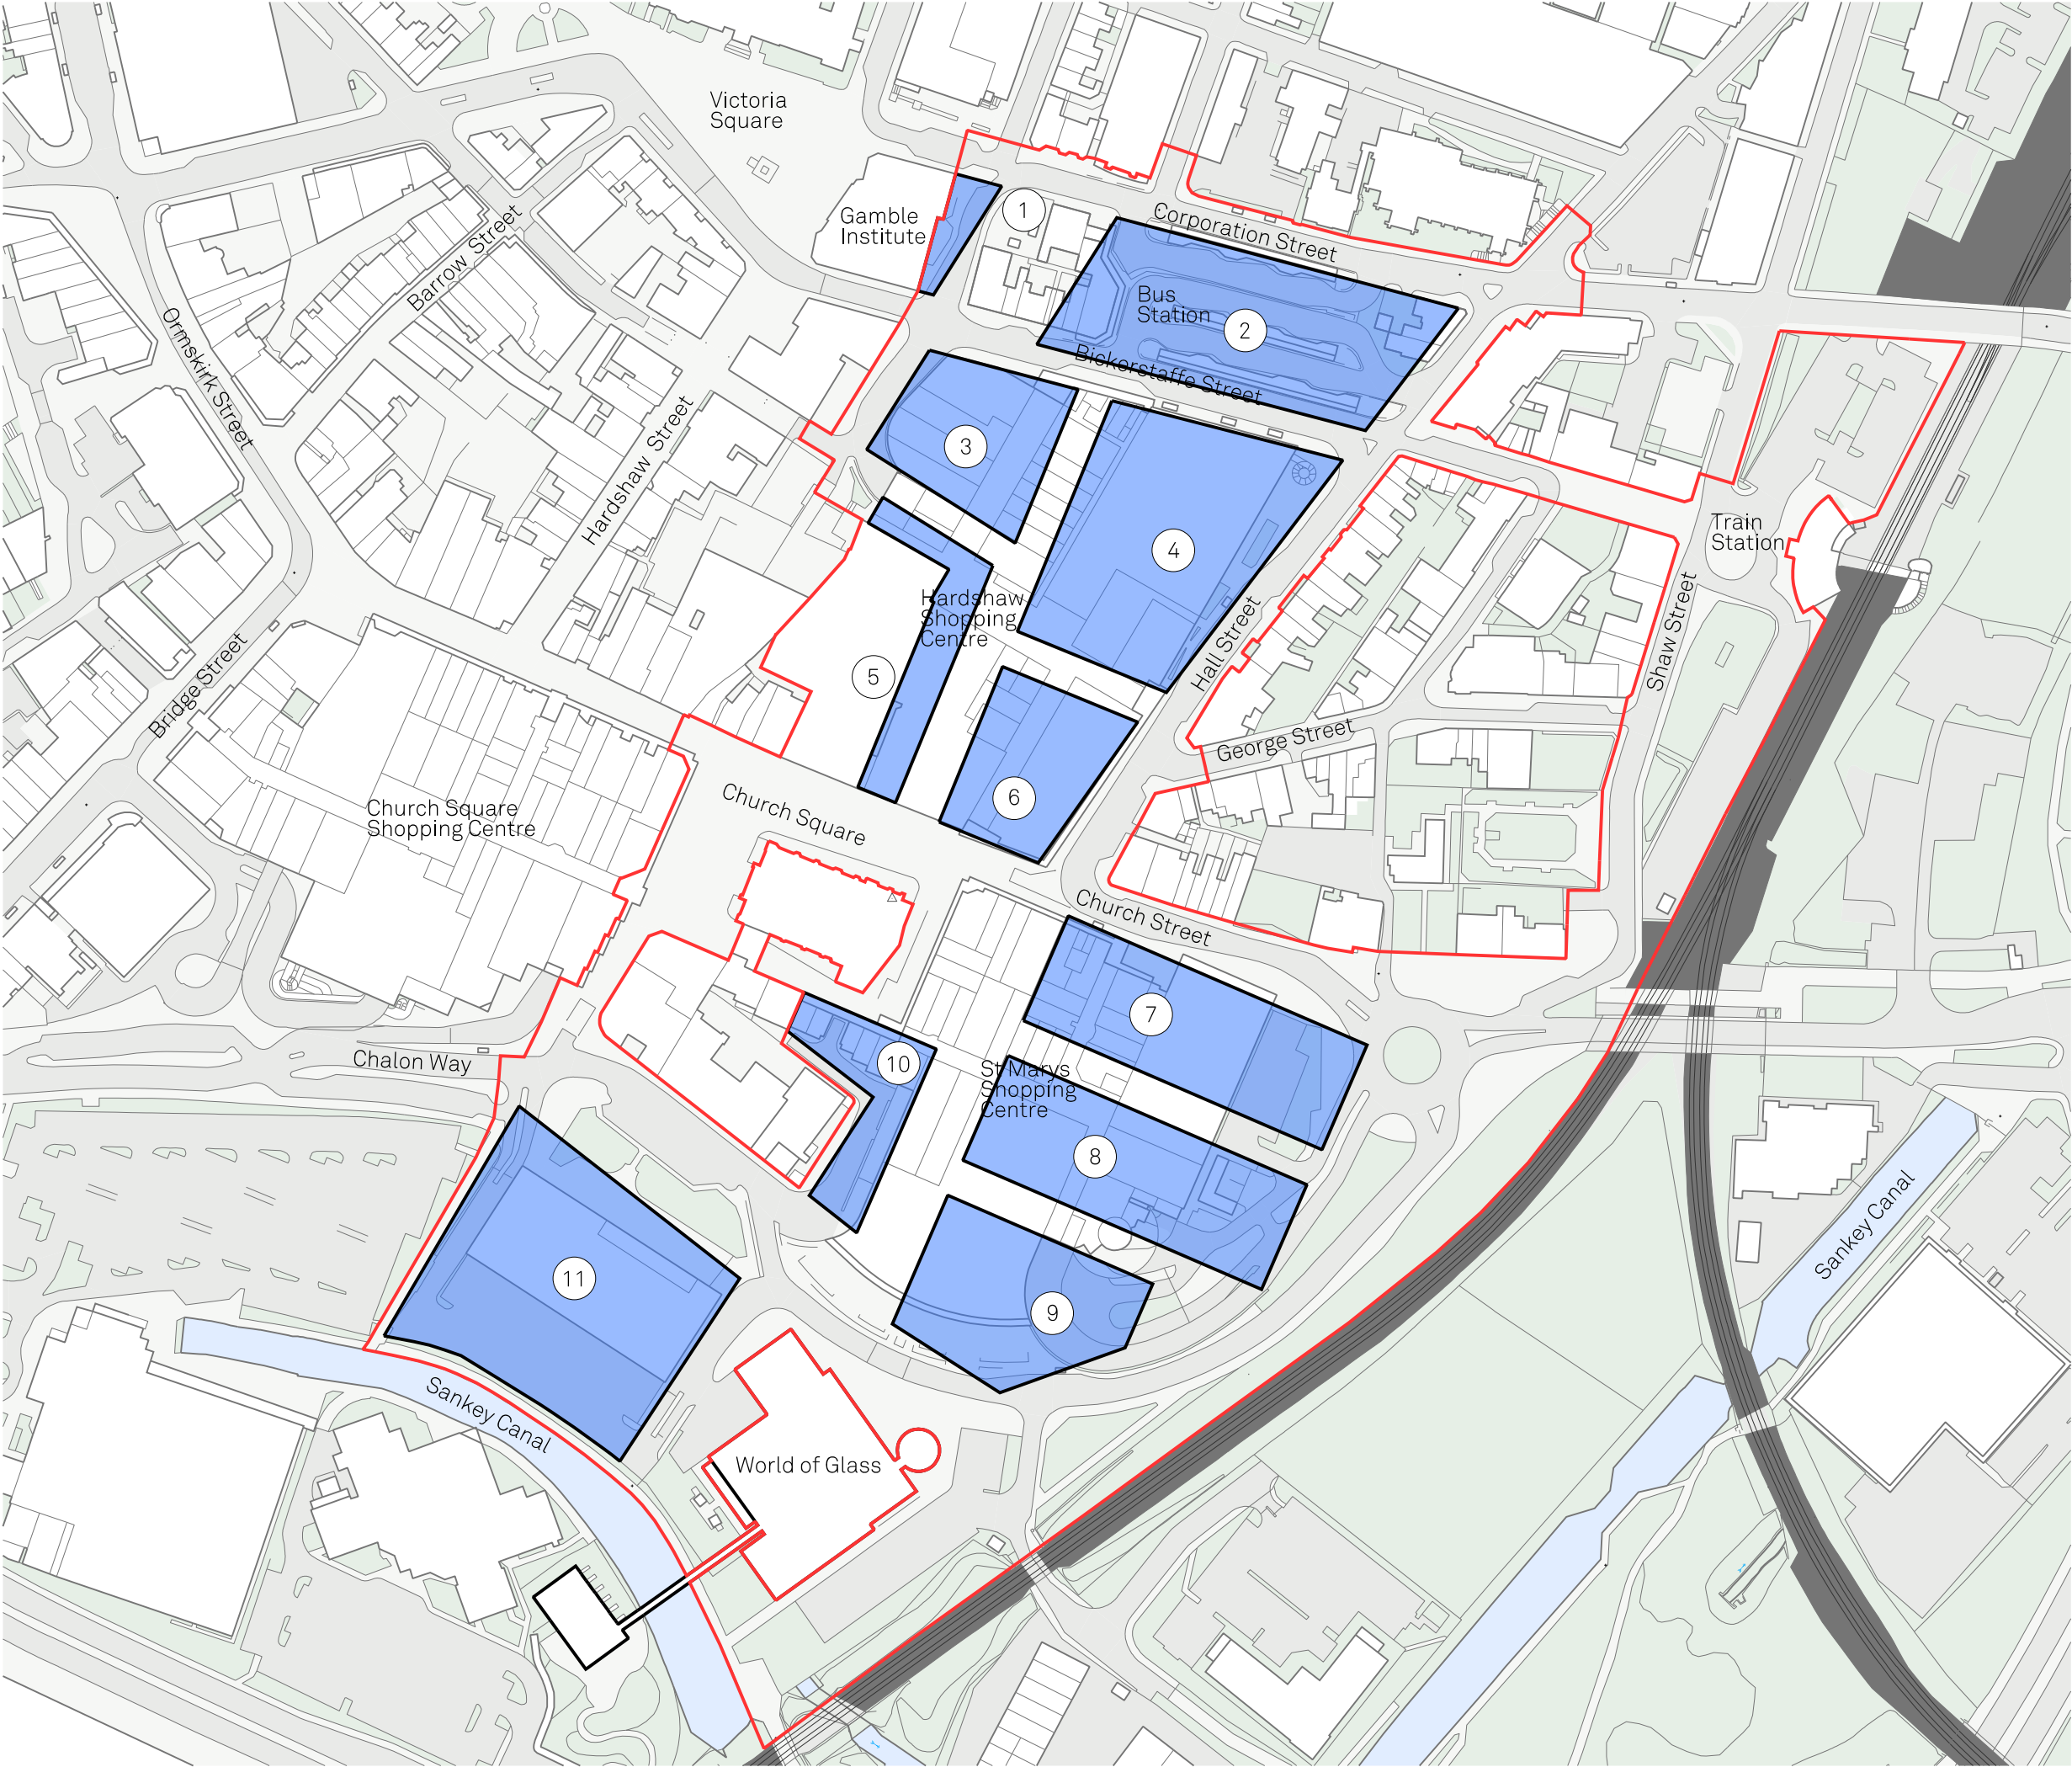 Victoria
Square
Gamble
Institute
1
Corporation Street
Barrow Street
Bus
Station
2
Ormskirk Street
Bickerstaffe Street
Hardshaw Street
3
4
Train
Station
Hardshaw
Shopping
Centre
Hall Street
Shaw Street
5
Bridge Street
George Street
6
Church Square
Shopping Centre
Church Square
Church Street
7
Chalon Way
10
St Marys
Shopping
Centre
8
Sankey Canal
11
9
Sankey Canal
World of Glass